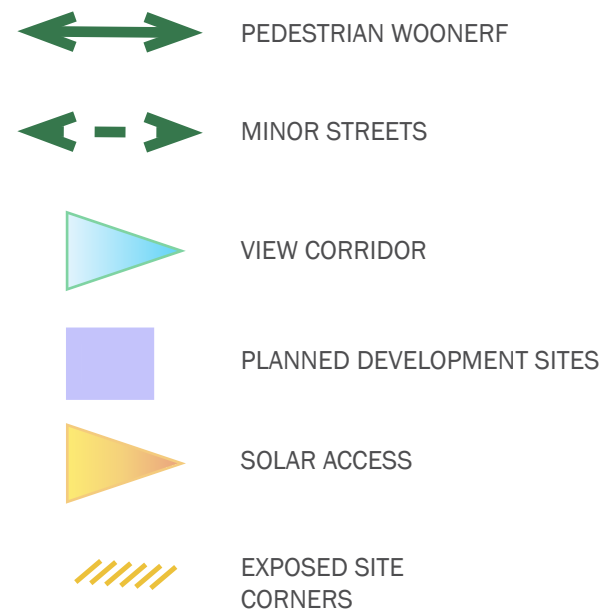 PEDESTRIAN WOONERF
MINOR STREETS
VIEW CORRIDOR
PLANNED DEVELOPMENT SITES
SOLAR ACCESS
EXPOSED SITE
CORNERS